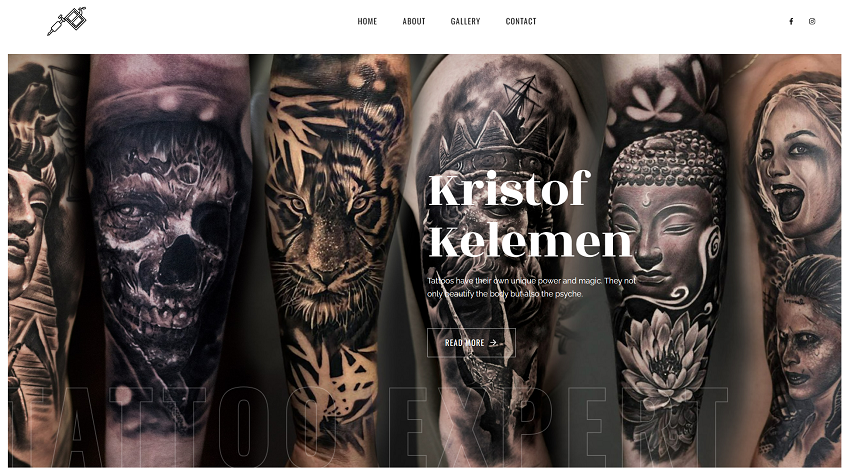 HOME ABOUT GALLERY CONTACT
Kristof
Kelemen
Tattoos have their own unique power and magic. They not
only beautify the body but also the psyche.
READ MORE
TATTOO EXPERT